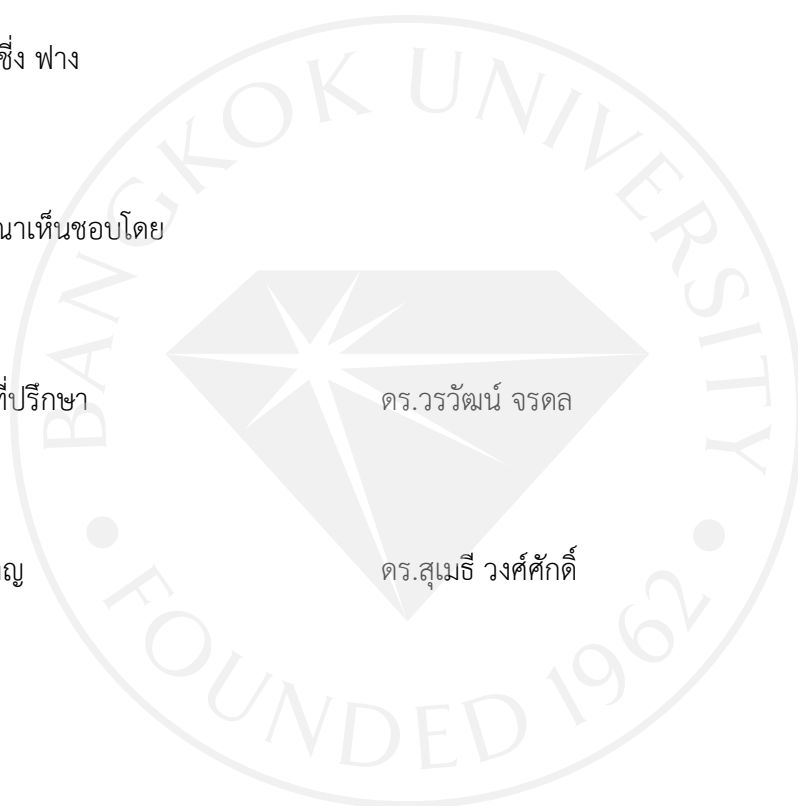 ซี่ง ฟาง
ณาเห็นชอบโดย
ที่ปรึกษา ดร.วรวัฒน์ จรดล
ญ ดร.สุเมธี วงศ์ศักดิ์
BANGKOK UNIVERSITY
• FOUNDED 1962 •